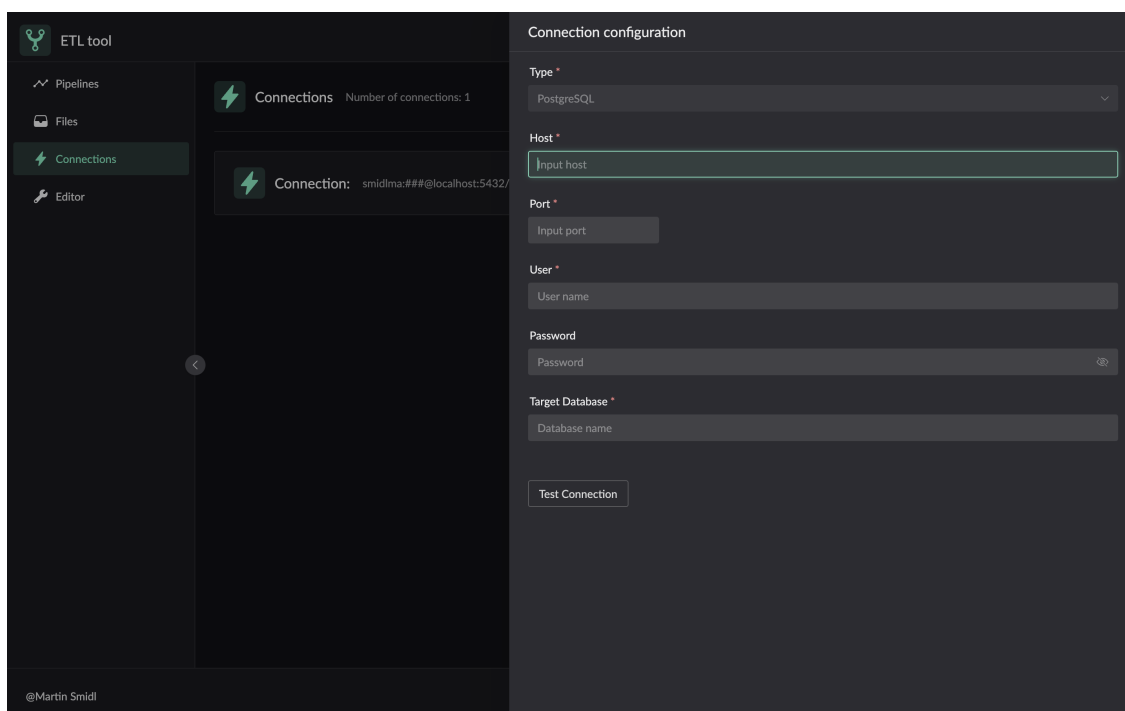 ETL tool
Pipelines
Files
Connections
Editor
Connections Number of connections: 1
Connection: smidlma:###@localhost:5432/
@Martin Smidl
Connection configuration
Type *
PostgreSQL
Host *
Input host
Port *
Input port
User *
User name
Password
Password
Target Database *
Database name
Test Connection